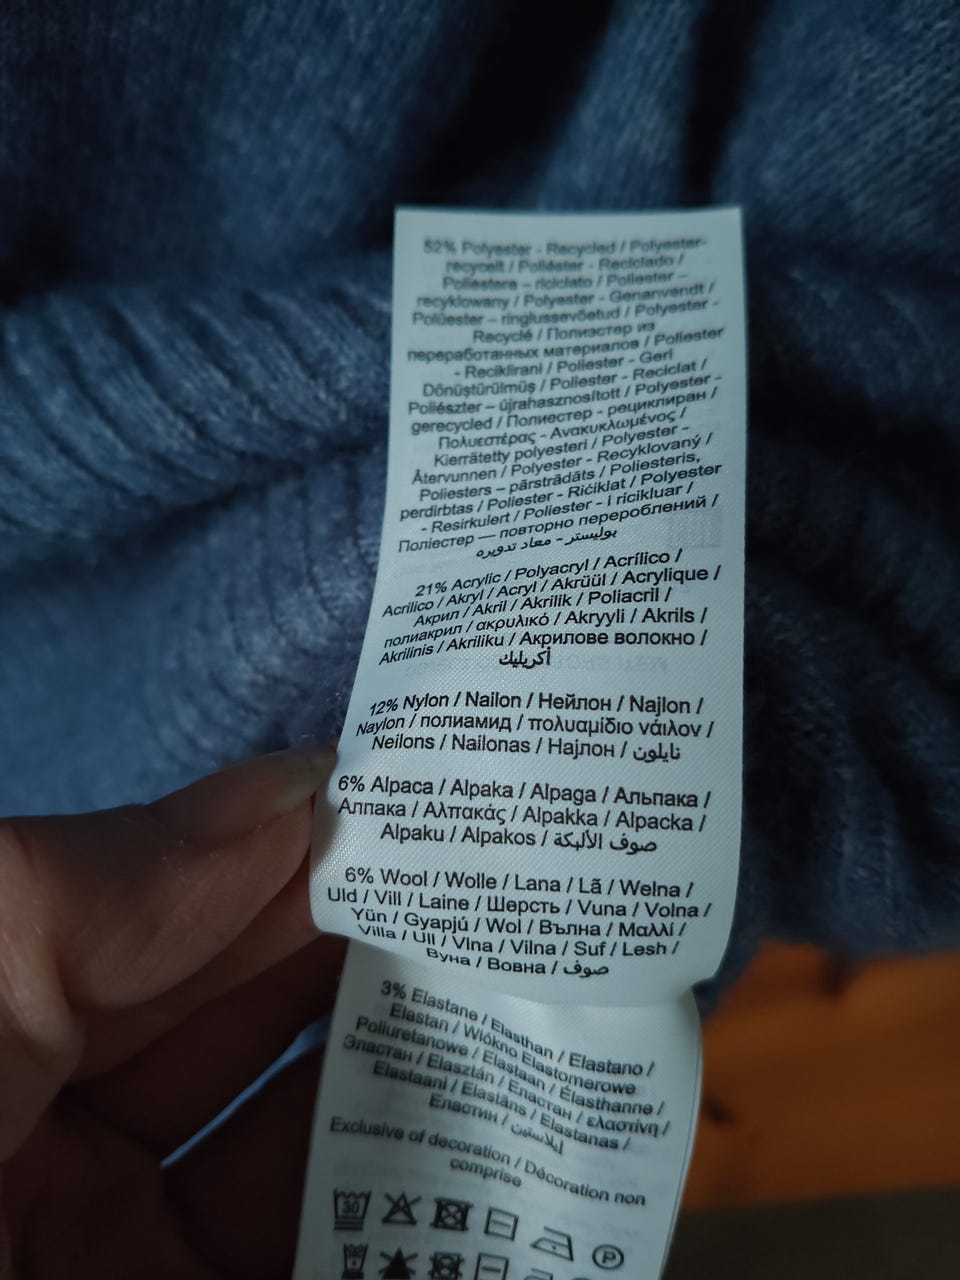 52% Polyester - Recycled / Polyester-
recycelt / Poliéster - Reciclado /
Poliestere – riciclato / Poliester –
recyklowany / Polyester - Genanvendt /
Polüester – ringlussevõetud / Polyester -
Recyclé / Полиэстер из
переработанных материалов / Poliester
- Reciklirani / Poliester - Geri
Dönüştürülmüş / Poliester - Reciclat /
Poliészter – újrahasznosított / Polyester -
gerecycled / Полиестер - рециклиран /
Πολυεστέρας - Ανακυκλωμένος /
Kierrätetty polyesteri / Polyester -
Återvunnen / Polyester - Recyklovaný /
Poliesters – pārstrādāts / Poliesteris,
perdirbtas / Poliester - Riciklat / Polyester
- Resirkulert / Poliester - i ricikluar /
Поліестер — повторно перероблений /
بوليستر - معاد تدويره
21% Acrylic / Polyacryl / Acrílico /
Acrilico / Akryl / Acryl / Akrüül / Acrylique /
Акрил / Akril / Akrilik / Poliacril /
полиакрил / ακρυλικό / Akryyli / Akrils /
Akrilinis / Akriliku / Акрилове волокно /
أكريليك
12% Nylon / Nailon / Нейлон / Najlon /
Naylon / полиамид / πολυαμίδιο νάιλον /
Neilons / Nailonas / Најлон / نايلون
6% Alpaca / Alpaka / Alpaga / Альпака /
Алпака / Αλπακάς / Alpakka / Alpacka /
Alpaku / Alpakos / صوف الألبكة
6% Wool / Wolle / Lana / Lã / Wełna /
Uld / Vill / Laine / Шерсть / Vuna / Volna /
Yün / Gyapjú / Wol / Вълна / Μαλλί /
Villa / Ull / Vlna / Vilna / Suf / Lesh /
Вуна / Вовна / صوف
3% Elastane / Elasthan / Elastano /
Elastan / Włókno Elastomerowe
Poliuretanowe / Elastaan / Élasthanne /
Эластан / Elasztán / Еластан / ελαστίνη /
Elastaani / Elastāns / Elastanas /
Еластин / إيلاستين
Exclusive of decoration / Décoration non
comprise
30
P